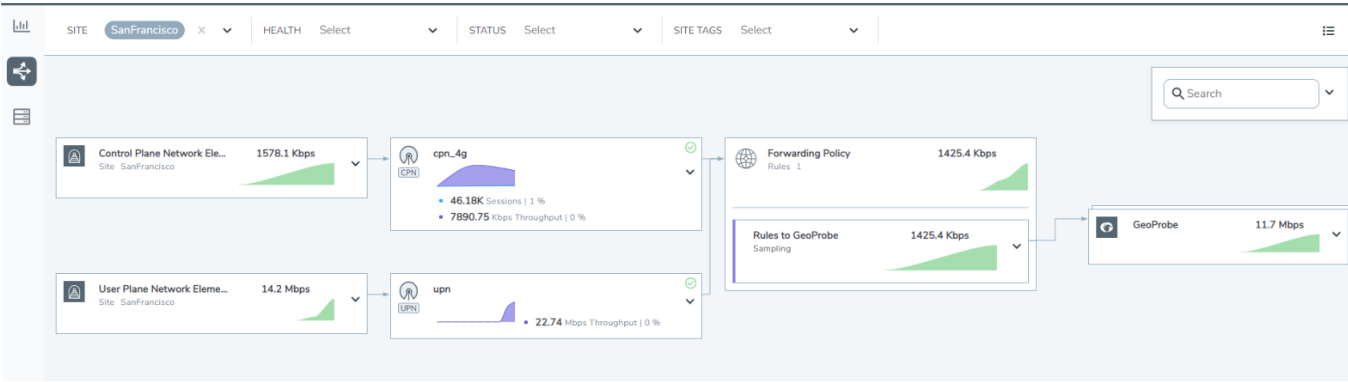 SITE SanFrancisco × HEALTH Select STATUS Select SITE TAGS Select
Search
Control Plane Network Ele... 1578.1 Kbps
Site SanFrancisco
cpn_4g
CPN
46.18K Sessions | 1 %
7890.75 Kbps Throughput | 0 %
Forwarding Policy 1425.4 Kbps
Rules 1
Rules to GeoProbe 1425.4 Kbps
Sampling
GeoProbe 11.7 Mbps
User Plane Network Eleme... 14.2 Mbps
Site SanFrancisco
upn
UPN
22.74 Mbps Throughput | 0 %